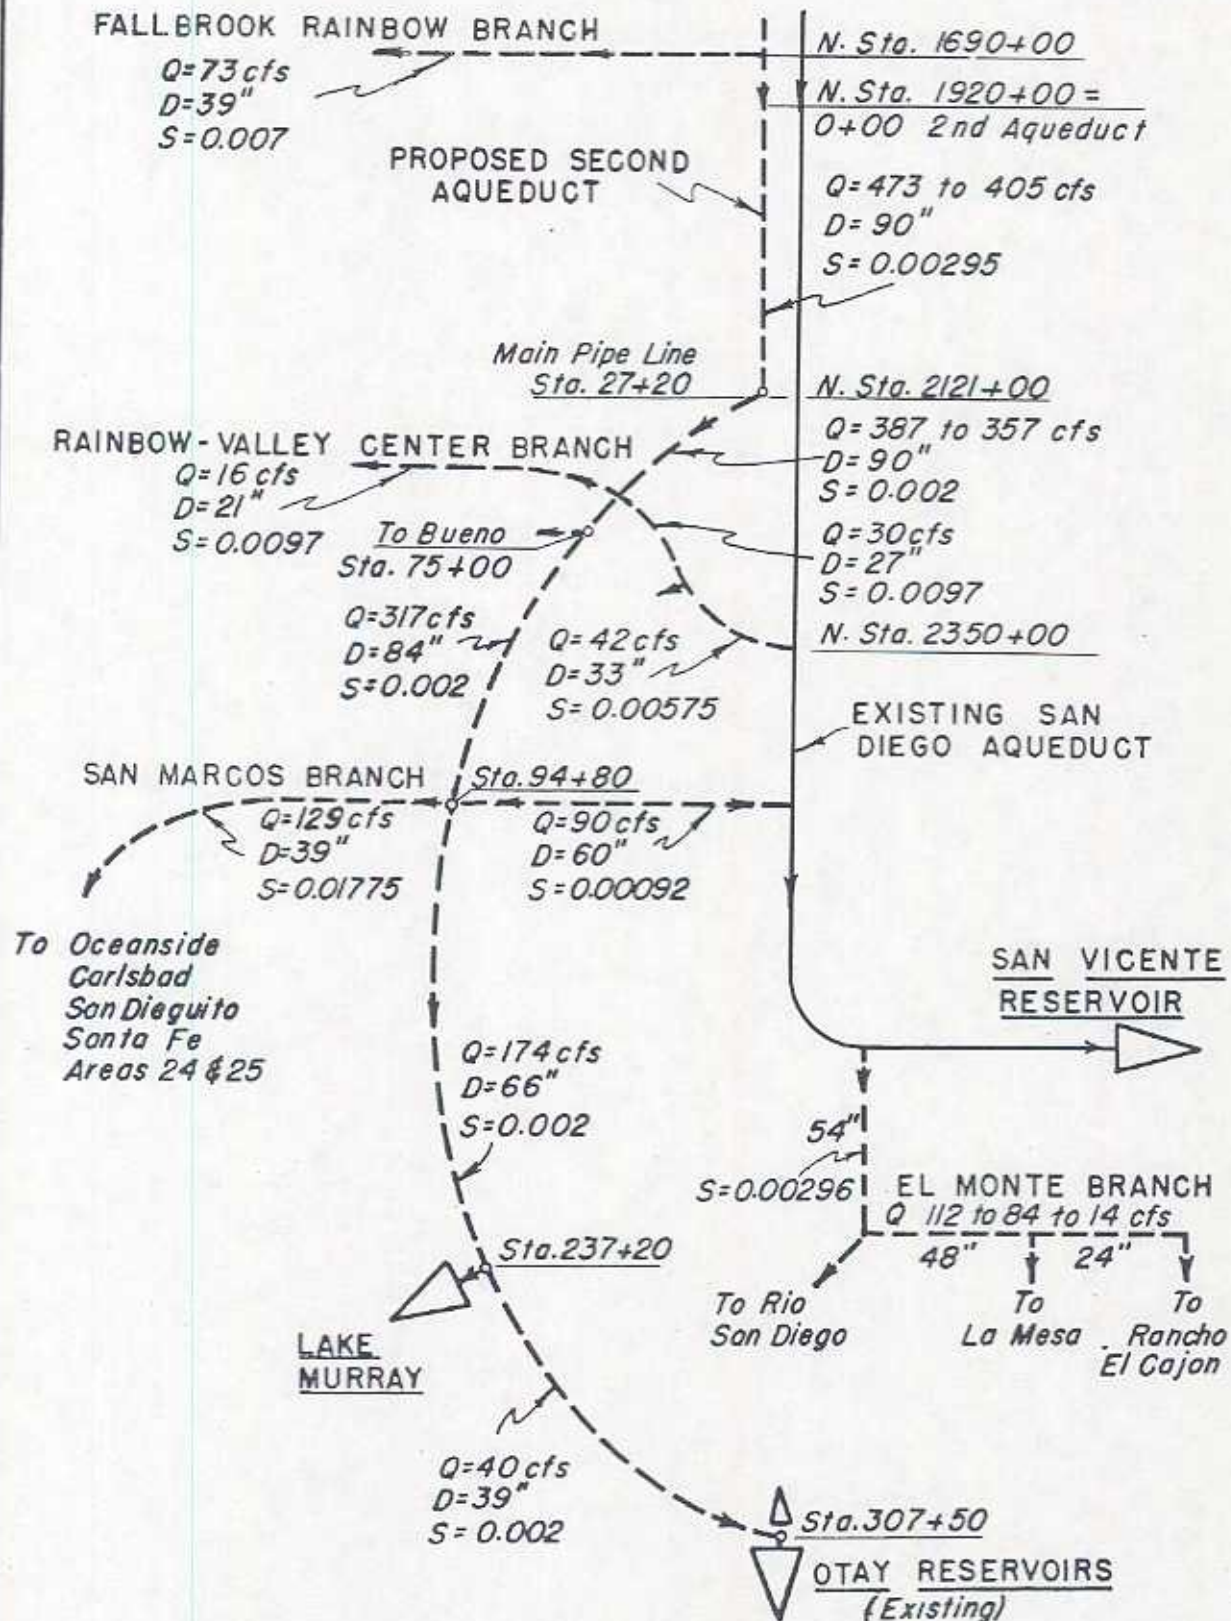 FALLBROOK RAINBOW BRANCH
Q=73 cfs
D=39"
S=0.007
N. Sta. 1690+00
N. Sta. 1920+00 =
0+00 2nd Aqueduct
PROPOSED SECOND
AQUEDUCT
Q=473 to 405 cfs
D=90"
S=0.00295
Main Pipe Line
Sta. 27+20
N. Sta. 2121+00
Q=387 to 357 cfs
D=90"
S=0.002
RAINBOW-VALLEY CENTER BRANCH
Q=16 cfs
D=21"
S=0.0097
To Bueno
Sta. 75+00
Q=30cfs
D=27"
S=0.0097
Q=317cfs
D=84"
S=0.002
Q=42cfs
D=33"
S=0.00575
N. Sta. 2350+00
EXISTING SAN
DIEGO AQUEDUCT
SAN MARCOS BRANCH
Sta. 94+80
Q=129cfs
D=39"
S=0.01775
Q=90cfs
D=60"
S=0.00092
To Oceanside
Carlsbad
San Dieguito
Santa Fe
Areas 24 & 25
SAN VICENTE
RESERVOIR
Q=174 cfs
D=66"
S=0.002
54"
S=0.00296
EL MONTE BRANCH
Q 112 to 84 to 14 cfs
48"
24"
Sta. 237+20
To Rio
San Diego
To
La Mesa
To
Rancho
El Cajon
LAKE
MURRAY
Q=40 cfs
D=39"
S=0.002
Sta. 307+50
OTAY RESERVOIRS
(Existing)